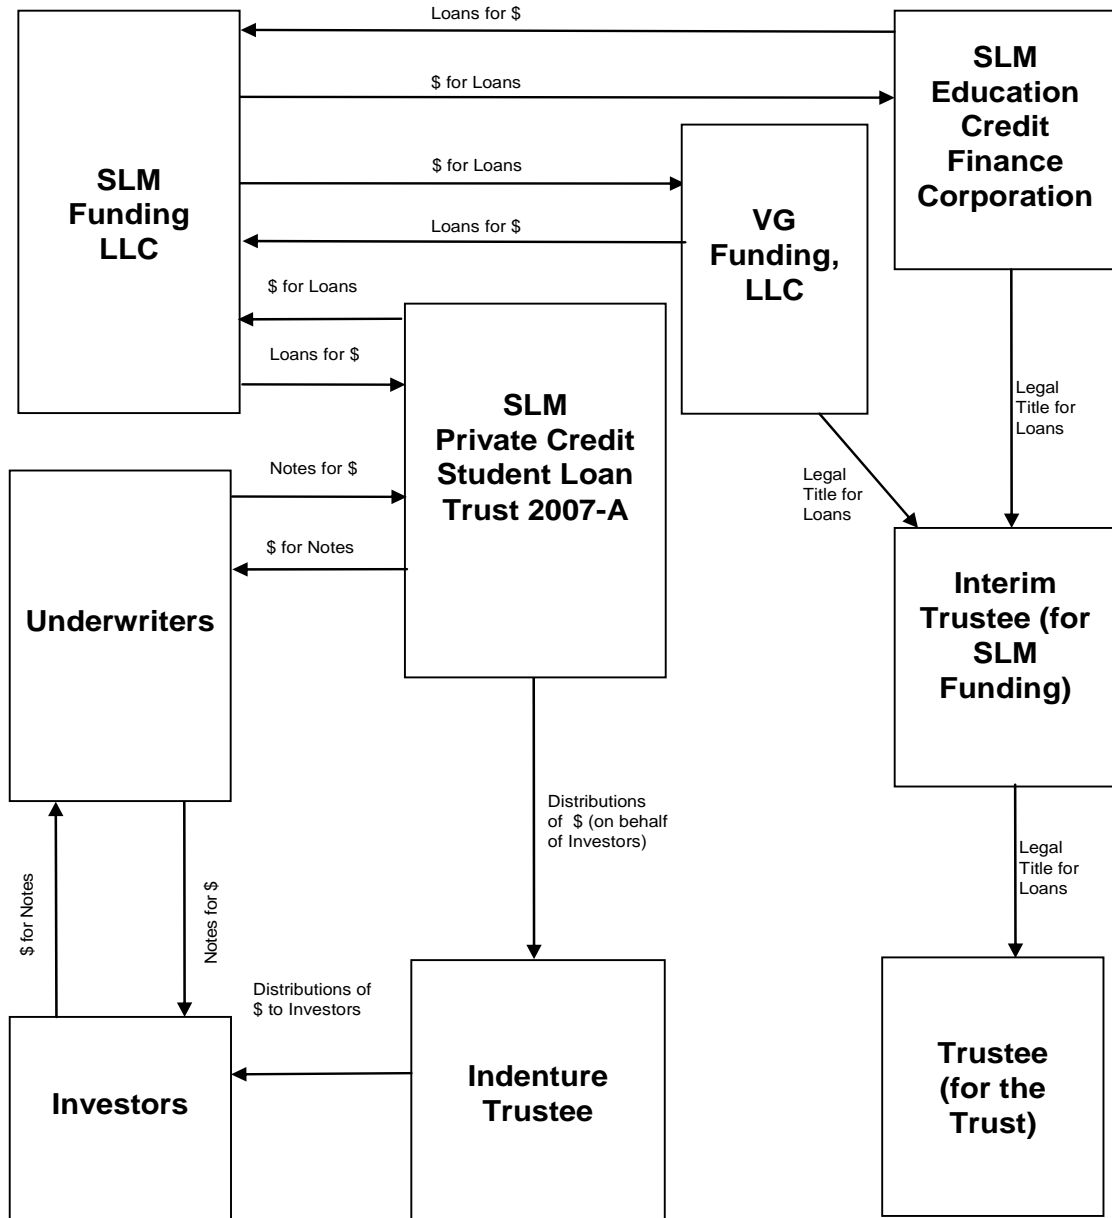 Loans for $
SLM
Education
Credit
Finance
Corporation
$ for Loans
SLM
Funding
LLC
$ for Loans
VG
Funding,
LLC
Loans for $
$ for Loans
Loans for $
SLM
Private Credit
Student Loan
Trust 2007-A
Legal
Title for
Loans
Legal
Title for
Loans
Notes for $
$ for Notes
Underwriters
Interim
Trustee (for
SLM
Funding)
Distributions
of  $ (on behalf
of Investors)
Legal
Title for
Loans
$ for Notes
Notes for $
Distributions of
$ to Investors
Investors
Indenture
Trustee
Trustee
(for the
Trust)